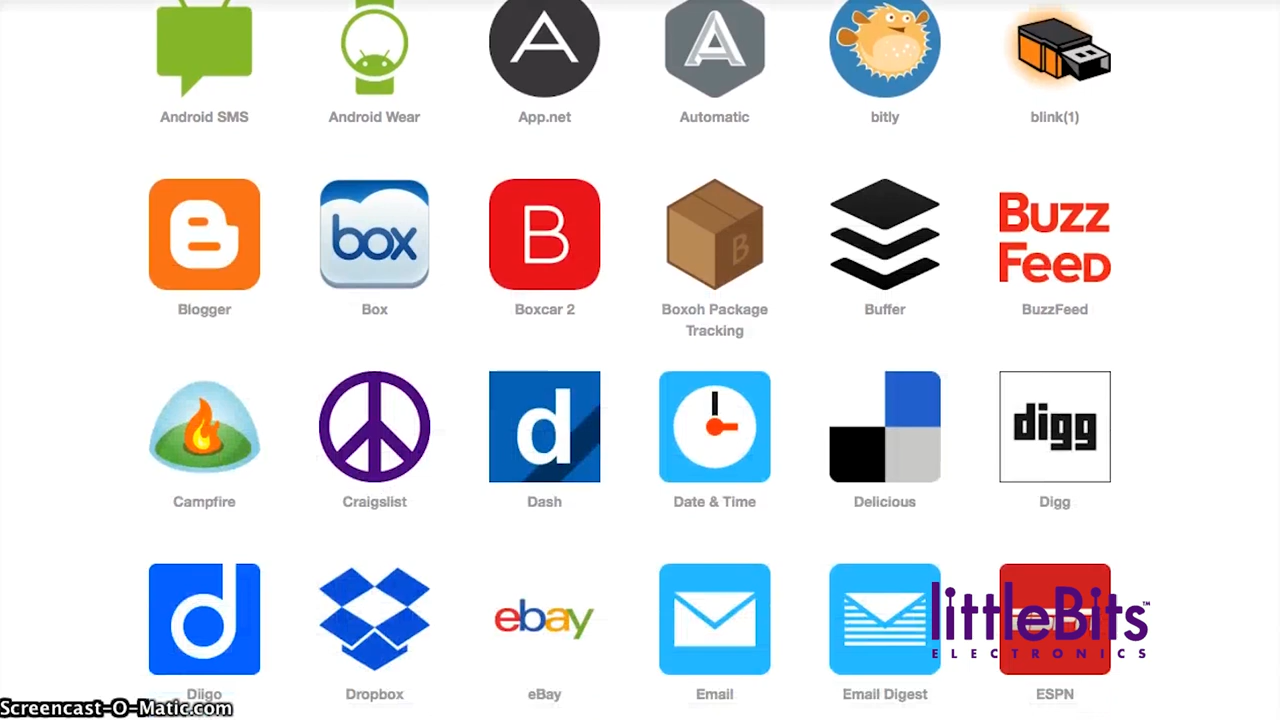 Android SMS
Android Wear
App.net
Automatic
bitly
blink(1)
box
B
B
Buzz
Feed
Blogger
Box
Boxcar 2
Boxoh Package
Tracking
Buffer
BuzzFeed
d
digg
Campfire
Craigslist
Dash
Date & Time
Delicious
Digg
d
ebay
littleBits™
ELECTRONICS
Diigo
Dropbox
eBay
Email
Email Digest
ESPN
Screencast-O-Matic.com